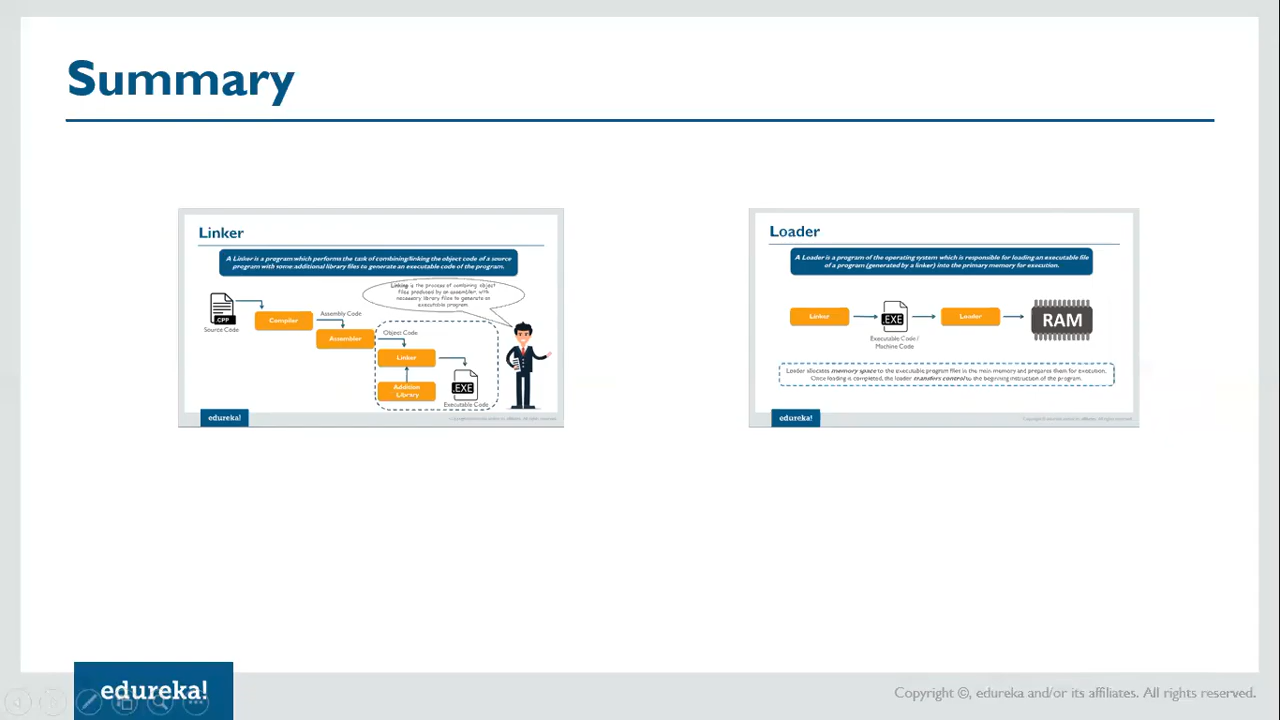 Summary
Linker
A Linker is a program which performs the task of combining/linking the object code of a source
program with some additional library files to generate an executable code of the program.
Linking is the process of combining object
files produced by an assembler, with
necessary library files to generate an
executable program.
.CPP
Source Code
Compiler
Assembly Code
Assembler
Object Code
Linker
Addition
Library
.EXE
Executable Code
edureka!
Loader
A Loader is a program of the operating system which is responsible for loading an executable file
of a program (generated by a linker) into the primary memory for execution.
Linker
.EXE
Executable Code /
Machine Code
Loader
RAM
Loader allocates memory space to the executable program files in the main memory and prepares them for execution.
Once loading is completed, the loader transfers control to the beginning instruction of the program.
edureka!
edureka!
Copyright ©, edureka and/or its affiliates. All rights reserved.